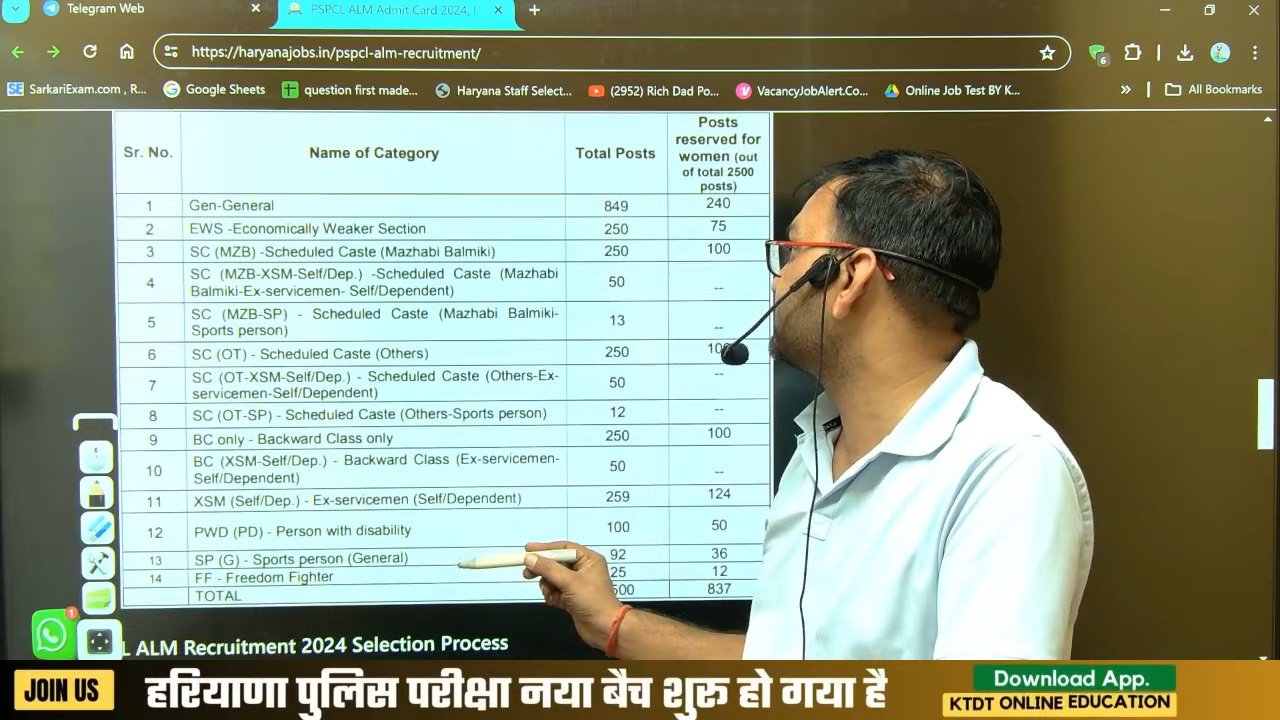 Telegram Web
PSPCL ALM Admit Card 2024, (
https://haryanajobs.in/pspcl-alm-recruitment/
6
SE SarkariExam.com , R...
Google Sheets
question first made...
Haryana Staff Select...
(2952) Rich Dad Po...
VacancyJobAlert.Co...
Online Job Test BY K...
All Bookmarks
Sr. No. Name of Category Total Posts Posts
reserved for
women (out
of total 2500
posts)
1 Gen-General 849 240
2 EWS -Economically Weaker Section 250 75
3 SC (MZB) -Scheduled Caste (Mazhabi Balmiki) 250 100
4 SC (MZB-XSM-Self/Dep.) -Scheduled Caste (Mazhabi
Balmiki-Ex-servicemen- Self/Dependent) 50 --
5 SC (MZB-SP) - Scheduled Caste (Mazhabi Balmiki-
Sports person) 13 --
6 SC (OT) - Scheduled Caste (Others) 250
7 SC (OT-XSM-Self/Dep.) - Scheduled Caste (Others-Ex-
servicemen-Self/Dependent) 50 --
8 SC (OT-SP) - Scheduled Caste (Others-Sports person) 12 --
9 BC only - Backward Class only 250 100
10 BC (XSM-Self/Dep.) - Backward Class (Ex-servicemen-
Self/Dependent) 50 --
11 XSM (Self/Dep.) - Ex-servicemen (Self/Dependent) 259 124
12 PWD (PD) - Person with disability 100 50
13 SP (G) - Sports person (General) 92 36
14 FF - Freedom Fighter 25 12
TOTAL 500 837
1
L ALM Recruitment 2024 Selection Process
JOIN US
हरियाणा पुलिस परीक्षा नया बैच शुरू हो गया है
Download App.
KTDT ONLINE EDUCATION